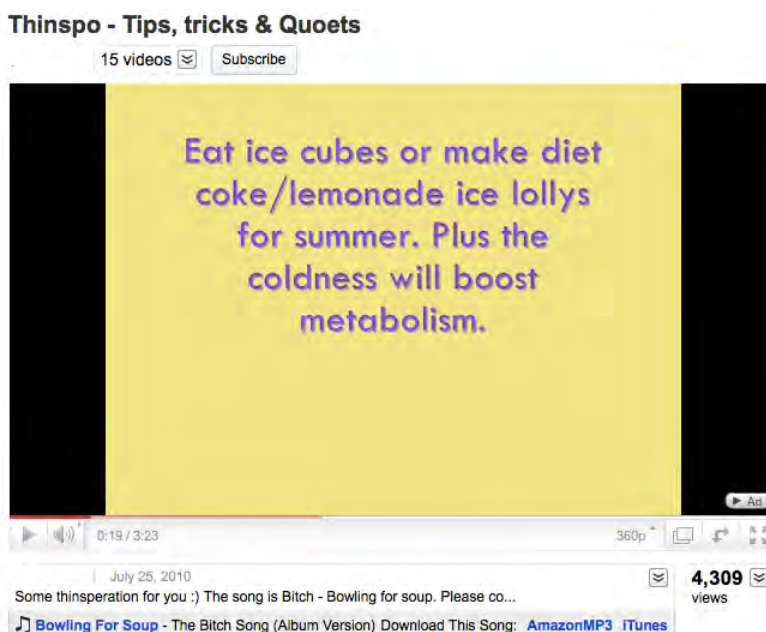 Thinspo - Tips, tricks & Quoets
15 videos Subscribe
Eat ice cubes or make diet
coke/lemonade ice lollys
for summer. Plus the
coldness will boost
metabolism.
Ad
0:19 / 3:23 360p
July 25, 2010 4,309
Some thinsperation for you :) The song is Bitch - Bowling for soup. Please co... views
Bowling For Soup - The Bitch Song (Album Version) Download This Song: AmazonMP3 iTunes